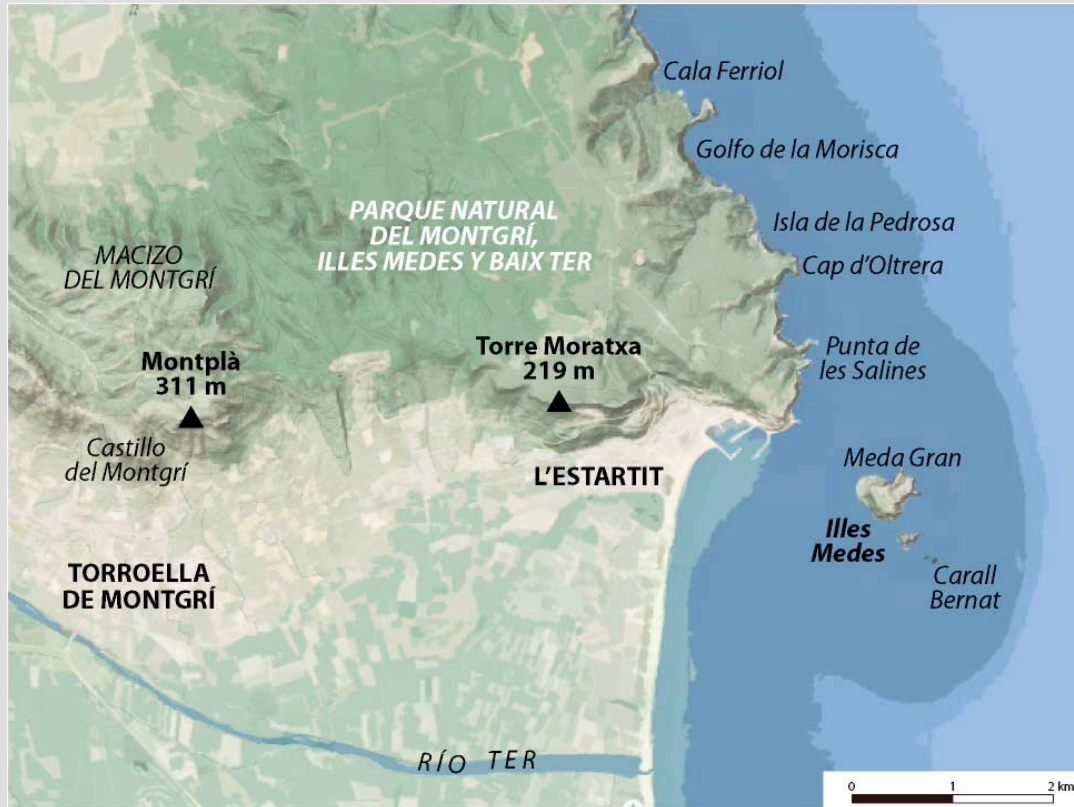 Cala Ferriol
Golfo de la Morisca
PARQUE NATURAL
DEL MONTGRÍ,
ILLES MEDES Y BAIX TER
Isla de la Pedrosa
MACIZO
DEL MONTGRÍ
Cap d’Oltrera
Montplà
311 m
Torre Moratxa
219 m
Punta de
les Salines
Castillo
del Montgrí
L’ESTARTIT
Meda Gran
Illes
Medes
TORROELLA
DE MONTGRÍ
Carall
Bernat
RÍO TER
0 1 2 km